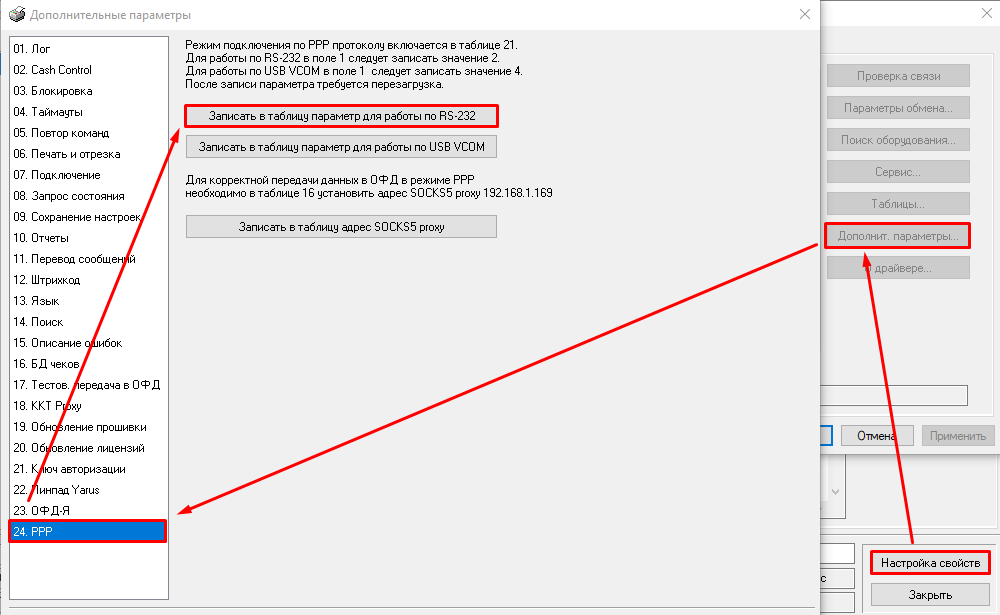 Дополнительные параметры
01. Лог
02. Cash Control
03. Блокировка
04. Таймауты
05. Повтор команд
06. Печать и отрезка
07. Подключение
08. Запрос состояния
09. Сохранение настроек
10. Отчеты
11. Перевод сообщений
12. Штрихкод
13. Язык
14. Поиск
15. Описание ошибок
16. БД чеков
17. Тестов. передача в ОФД
18. ККТ Proxy
19. Обновление прошивки
20. Обновление лицензий
21. Ключ авторизации
22. Пинпад Yarus
23. ОФД-Я
24. PPP
Режим подключения по PPP протоколу включается в таблице 21.
Для работы по RS-232 в поле 1 следует записать значение 2.
Для работы по USB VCOM в поле 1 следует записать значение 4.
После записи параметра требуется перезагрузка.
Записать в таблицу параметр для работы по RS-232
Записать в таблицу параметр для работы по USB VCOM
Для корректной передачи данных в ОФД в режиме PPP
необходимо в таблице 16 установить адрес SOCKS5 proxy 192.168.1.169
Записать в таблицу адрес SOCKS5 proxy
Проверка связи
Параметры обмена...
Поиск оборудования...
Сервис...
Таблицы...
Дополнит. параметры...
драйвере...
Отмена
Применить
с
Настройка свойств
Закрыть